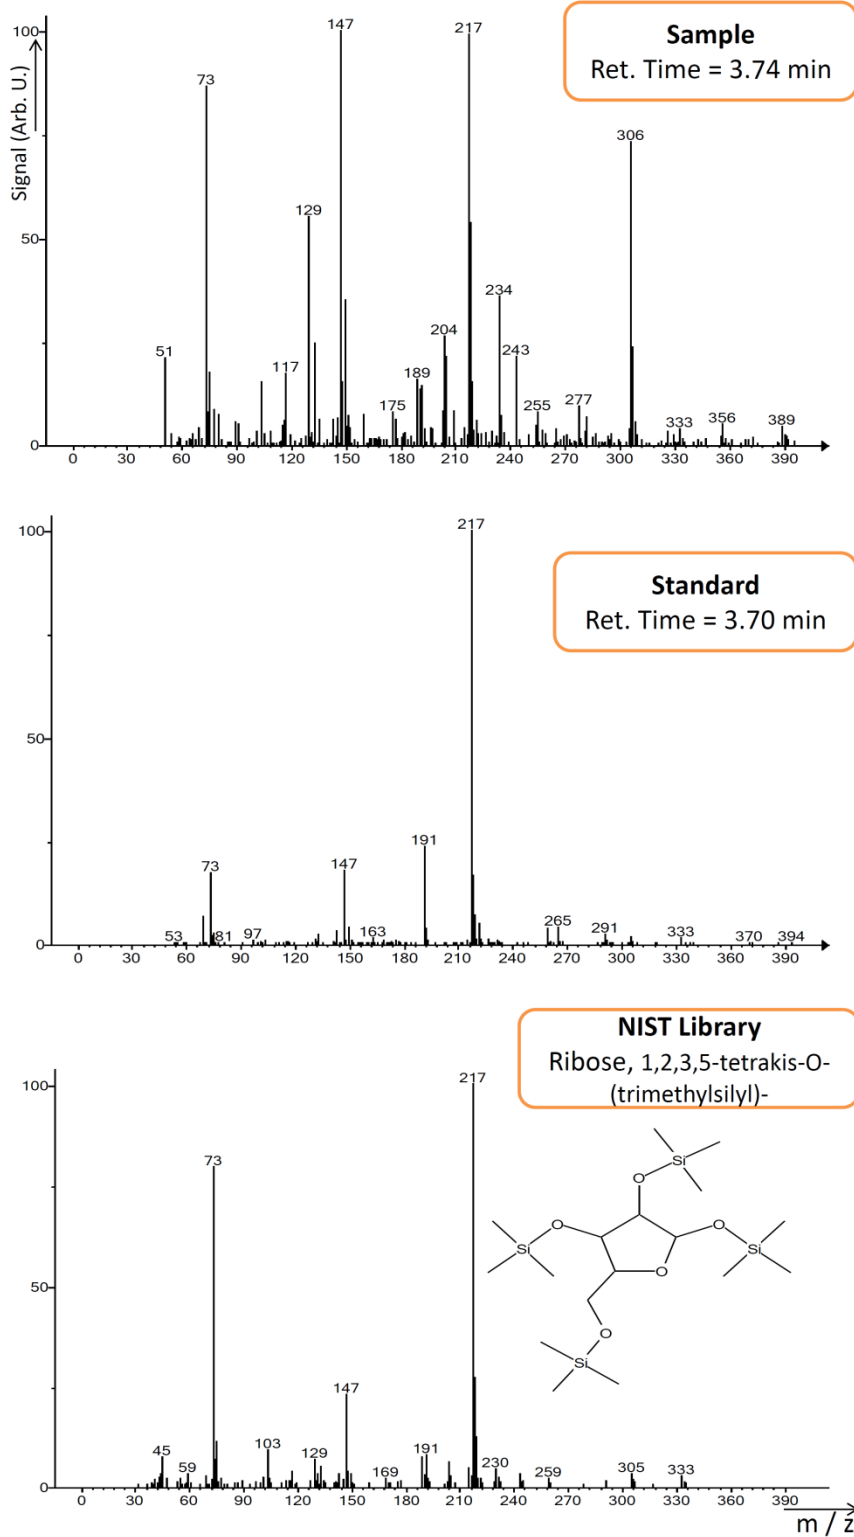 Sample
Ret. Time = 3.74 min
Signal (Arb. U.)
100
50
0
147
217
73
306
129
234
204
243
51
117
189
175
255
277
333
356
389
0 30 60 90 120 150 180 210 240 270 300 330 360 390
Standard
Ret. Time = 3.70 min
100
50
0
217
191
73
147
53
81
97
163
265
291
333
370
394
0 30 60 90 120 150 180 210 240 270 300 330 360 390
NIST Library
Ribose, 1,2,3,5-tetrakis-O-
(trimethylsilyl)-
100
50
0
217
73
147
45
59
103
129
169
191
230
259
305
333
Si
O
O
Si
O
Si
O
O
Si
0 30 60 90 120 150 180 210 240 270 300 330 360 390
m / z